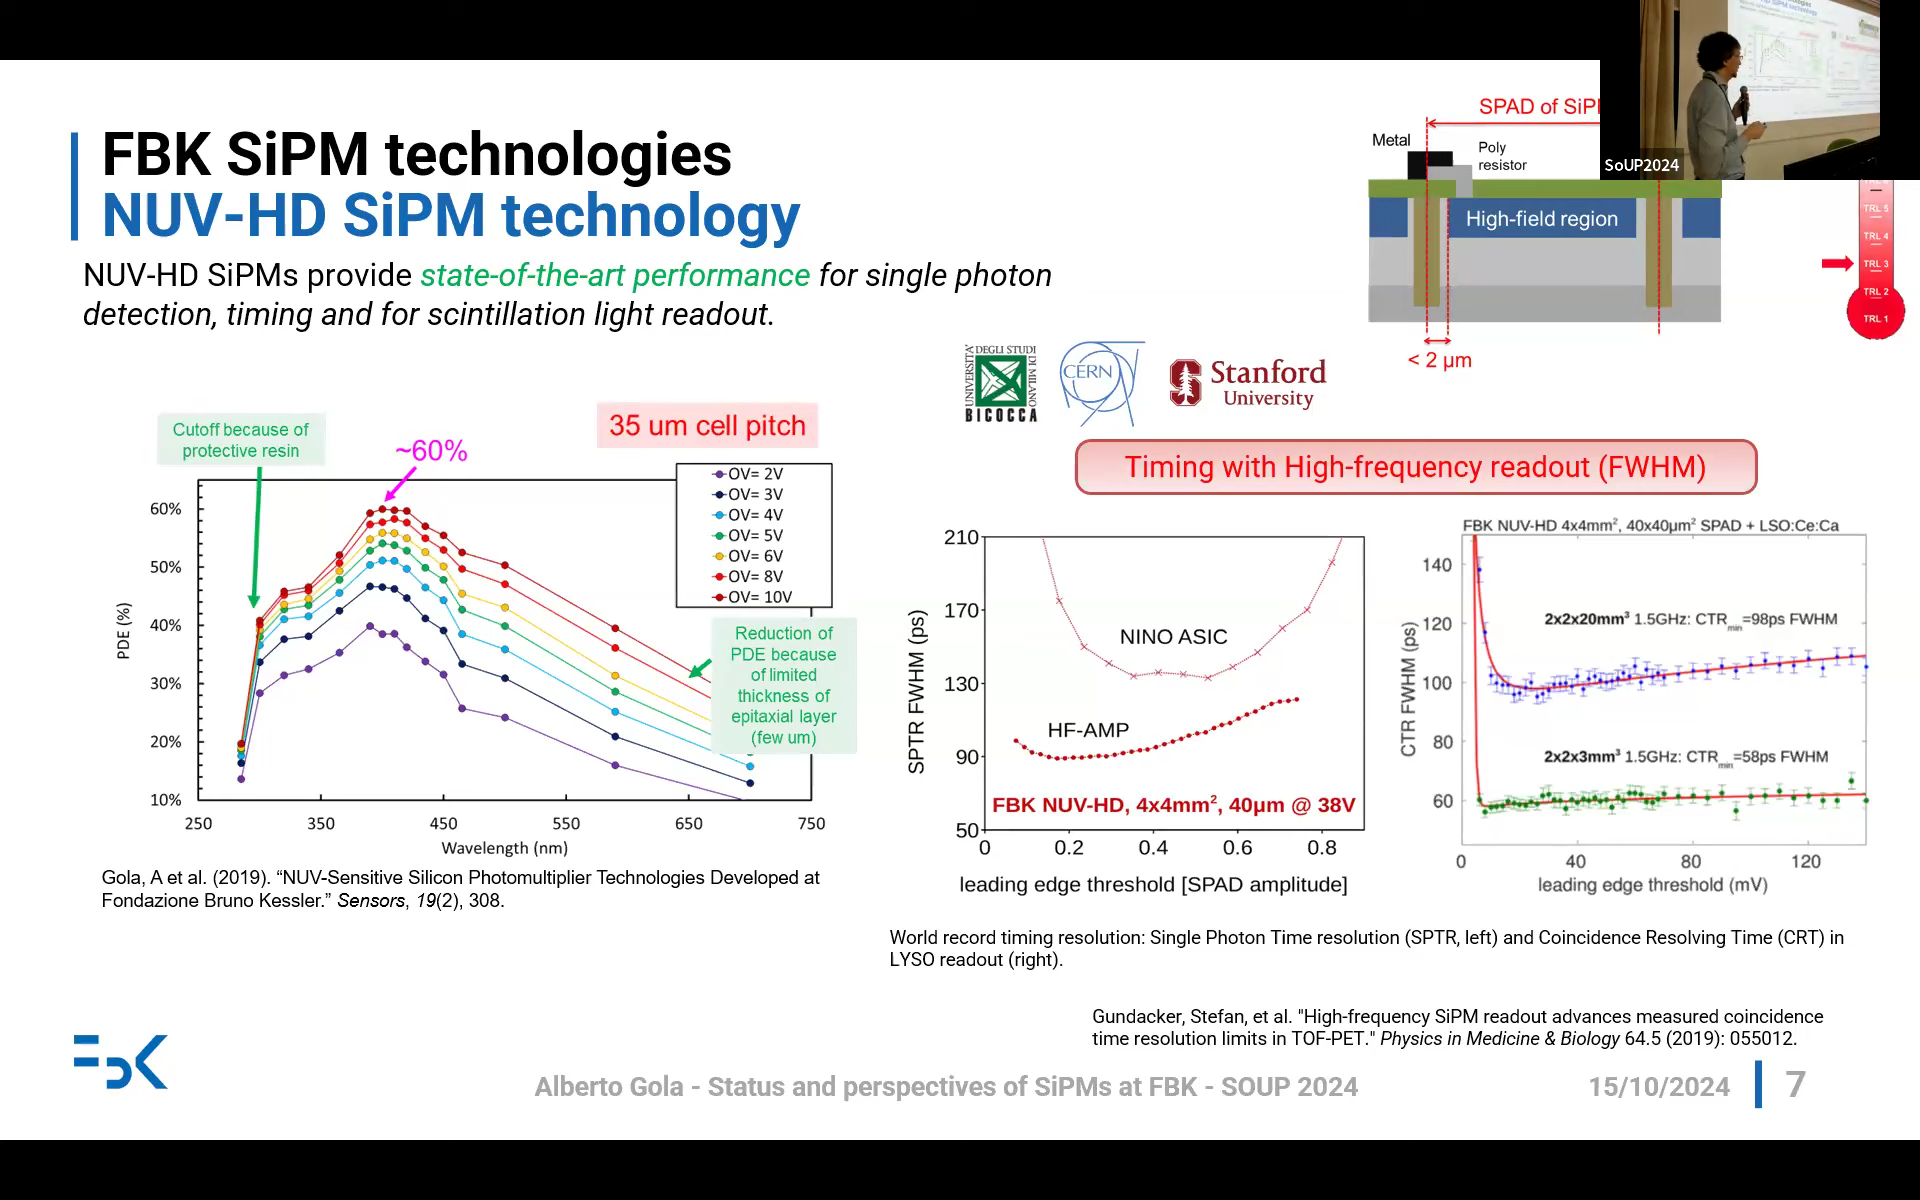 FBK SiPM technologies
NUV-HD SiPM technology
NUV-HD SiPMs provide state-of-the-art performance for single photon
detection, timing and for scintillation light readout.
SPAD of SiP
Metal
Poly
resistor
High-field region
< 2 µm
SoUP2024
TRL 5
TRL 4
TRL 3
TRL 2
TRL 1
UNIVERSITA'
DEGLI STUDI
DI MILANO
BICOCCA
CERN
Stanford
University
Timing with High-frequency readout (FWHM)
Cutoff because of
protective resin
~60%
35 um cell pitch
OV= 2V
OV= 3V
OV= 4V
OV= 5V
OV= 6V
OV= 8V
OV= 10V
Reduction of
PDE because
of limited
thickness of
epitaxial layer
(few um)
PDE (%)
60%
50%
40%
30%
20%
10%
250 350 450 550 650 750
Wavelength (nm)
Gola, A et al. (2019). “NUV-Sensitive Silicon Photomultiplier Technologies Developed at
Fondazione Bruno Kessler.” Sensors, 19(2), 308.
SPTR FWHM (ps)
210
170
130
90
50
NINO ASIC
HF-AMP
FBK NUV-HD, 4x4mm², 40µm @ 38V
0 0.2 0.4 0.6 0.8
leading edge threshold [SPAD amplitude]
FBK NUV-HD 4x4mm², 40x40µm² SPAD + LSO:Ce:Ca
CTR FWHM (ps)
140
120
100
80
60
2x2x20mm³ 1.5GHz: CTRmin=98ps FWHM
2x2x3mm³ 1.5GHz: CTRmin=58ps FWHM
0 40 80 120
leading edge threshold (mV)
World record timing resolution: Single Photon Time resolution (SPTR, left) and Coincidence Resolving Time (CRT) in
LYSO readout (right).
Gundacker, Stefan, et al. "High-frequency SiPM readout advances measured coincidence
time resolution limits in TOF-PET." Physics in Medicine & Biology 64.5 (2019): 055012.
FBK
Alberto Gola - Status and perspectives of SiPMs at FBK - SOUP 2024
15/10/2024
7